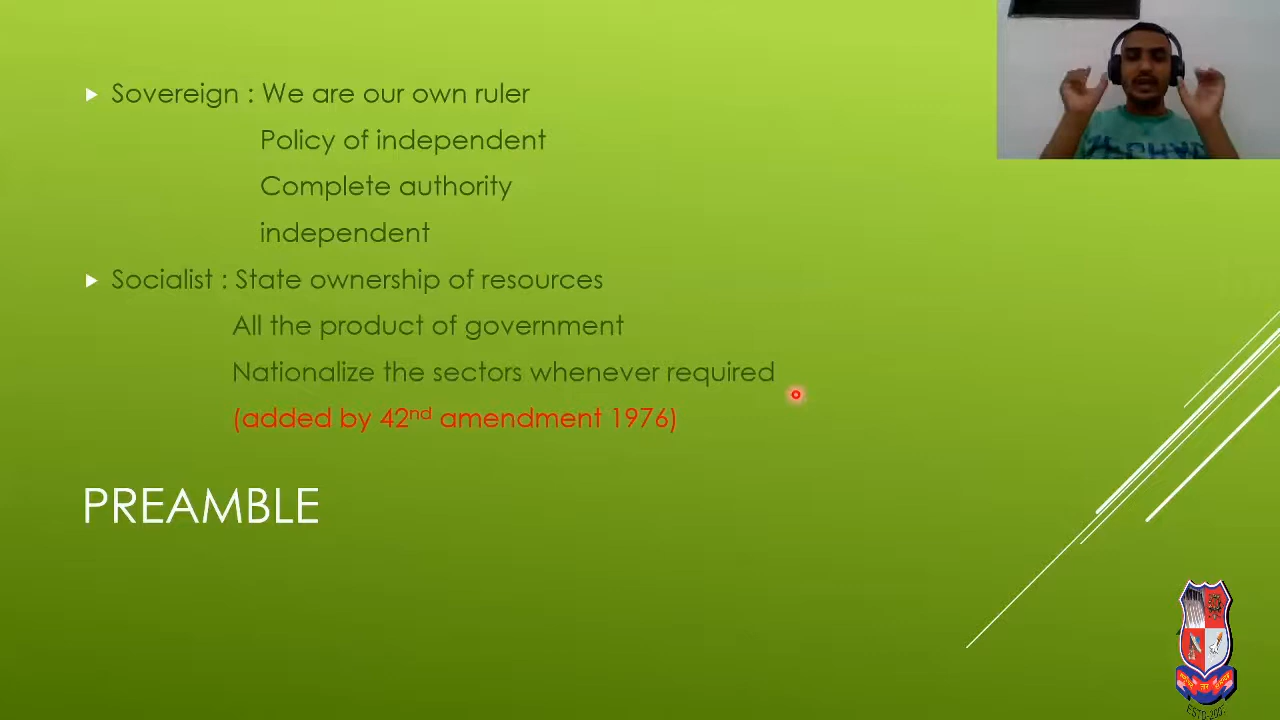 Sovereign : We are our own ruler
Policy of independent
Complete authority
independent
Socialist : State ownership of resources
All the product of government
Nationalize the sectors whenever required
(added by 42nd amendment 1976)
PREAMBLE